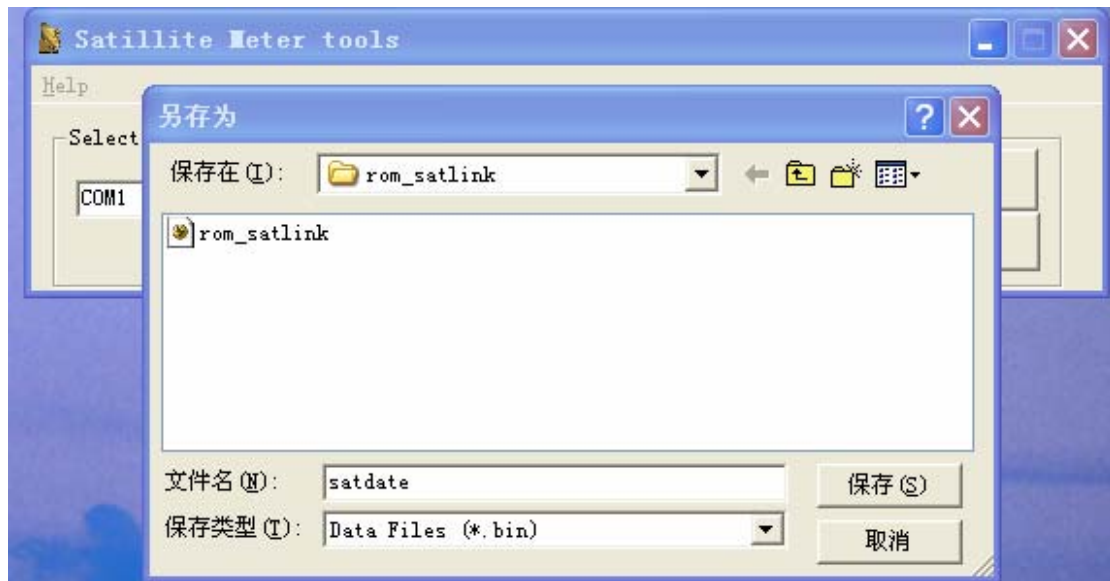 Satillite Meter tools
Help
另存为
?
Select
保存在(I):
rom_satlink
COM1
rom_satlink
文件名(N):
satdate
保存(S)
保存类型(T):
Data Files (*.bin)
取消